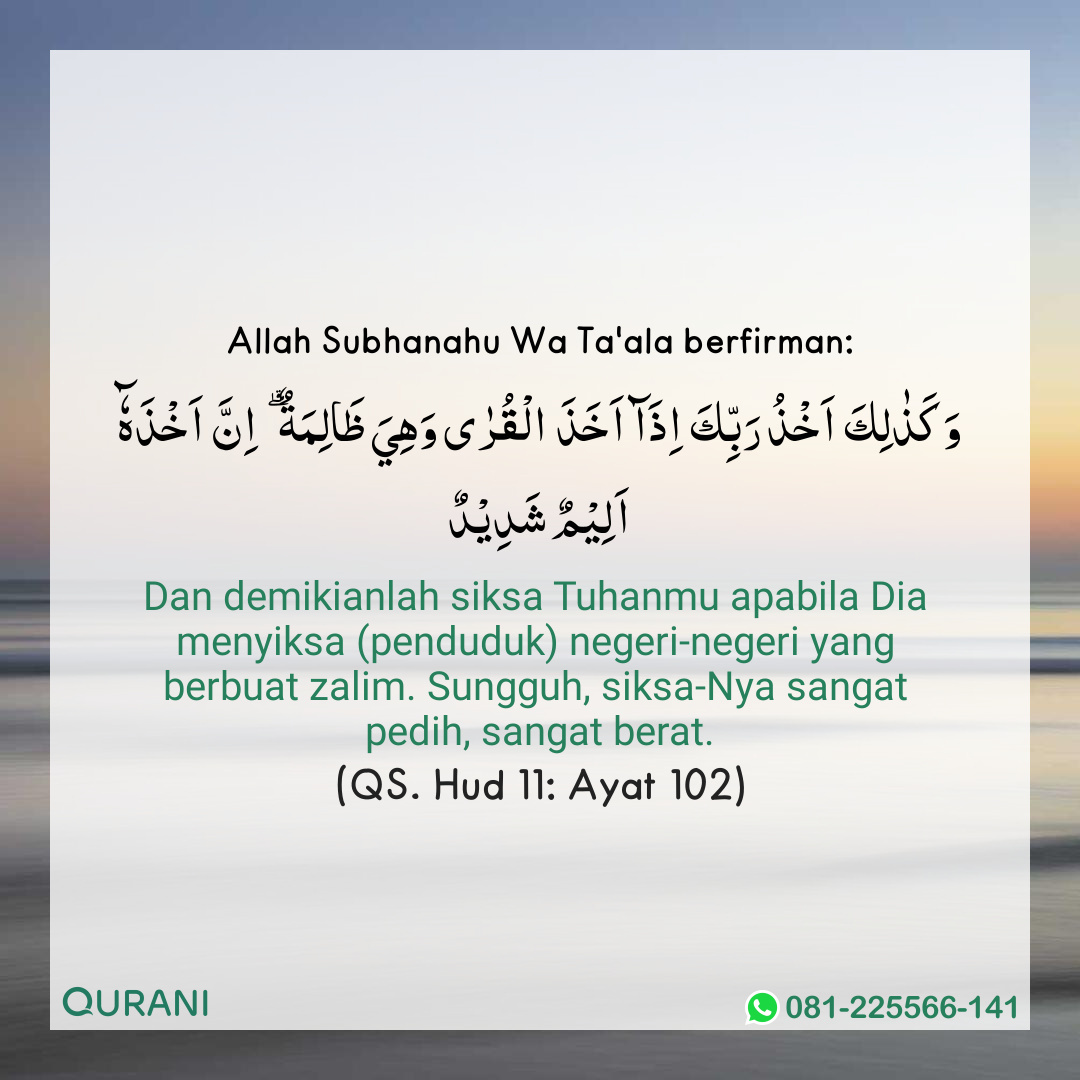 Allah Subhanahu Wa Ta'ala berfirman:
وَكَذٰلِكَ اَخْذُ رَبِّكَ اِذَاۤ اَخَذَ الْقُرٰى وَهِيَ ظَالِمَةٌ ۗ اِنَّ اَخْذَهٗۤ
اَلِيْمٌ شَدِيْدٌ
Dan demikianlah siksa Tuhanmu apabila Dia
menyiksa (penduduk) negeri-negeri yang
berbuat zalim. Sungguh, siksa-Nya sangat
pedih, sangat berat.
(QS. Hud 11: Ayat 102)
QURANI
081-225566-141